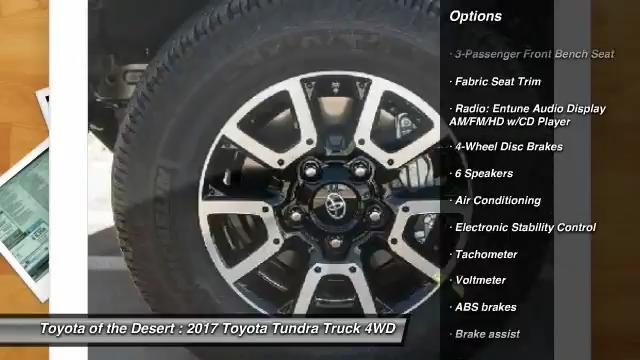 Options
· 3-Passenger Front Bench Seat
· Fabric Seat Trim
· Radio: Entune Audio Display
AM/FM/HD w/CD Player
· 4-Wheel Disc Brakes
· 6 Speakers
· Air Conditioning
· Electronic Stability Control
· Tachometer
· Voltmeter
· ABS brakes
· Brake assist
Toyota of the Desert : 2017 Toyota Tundra Truck 4WD